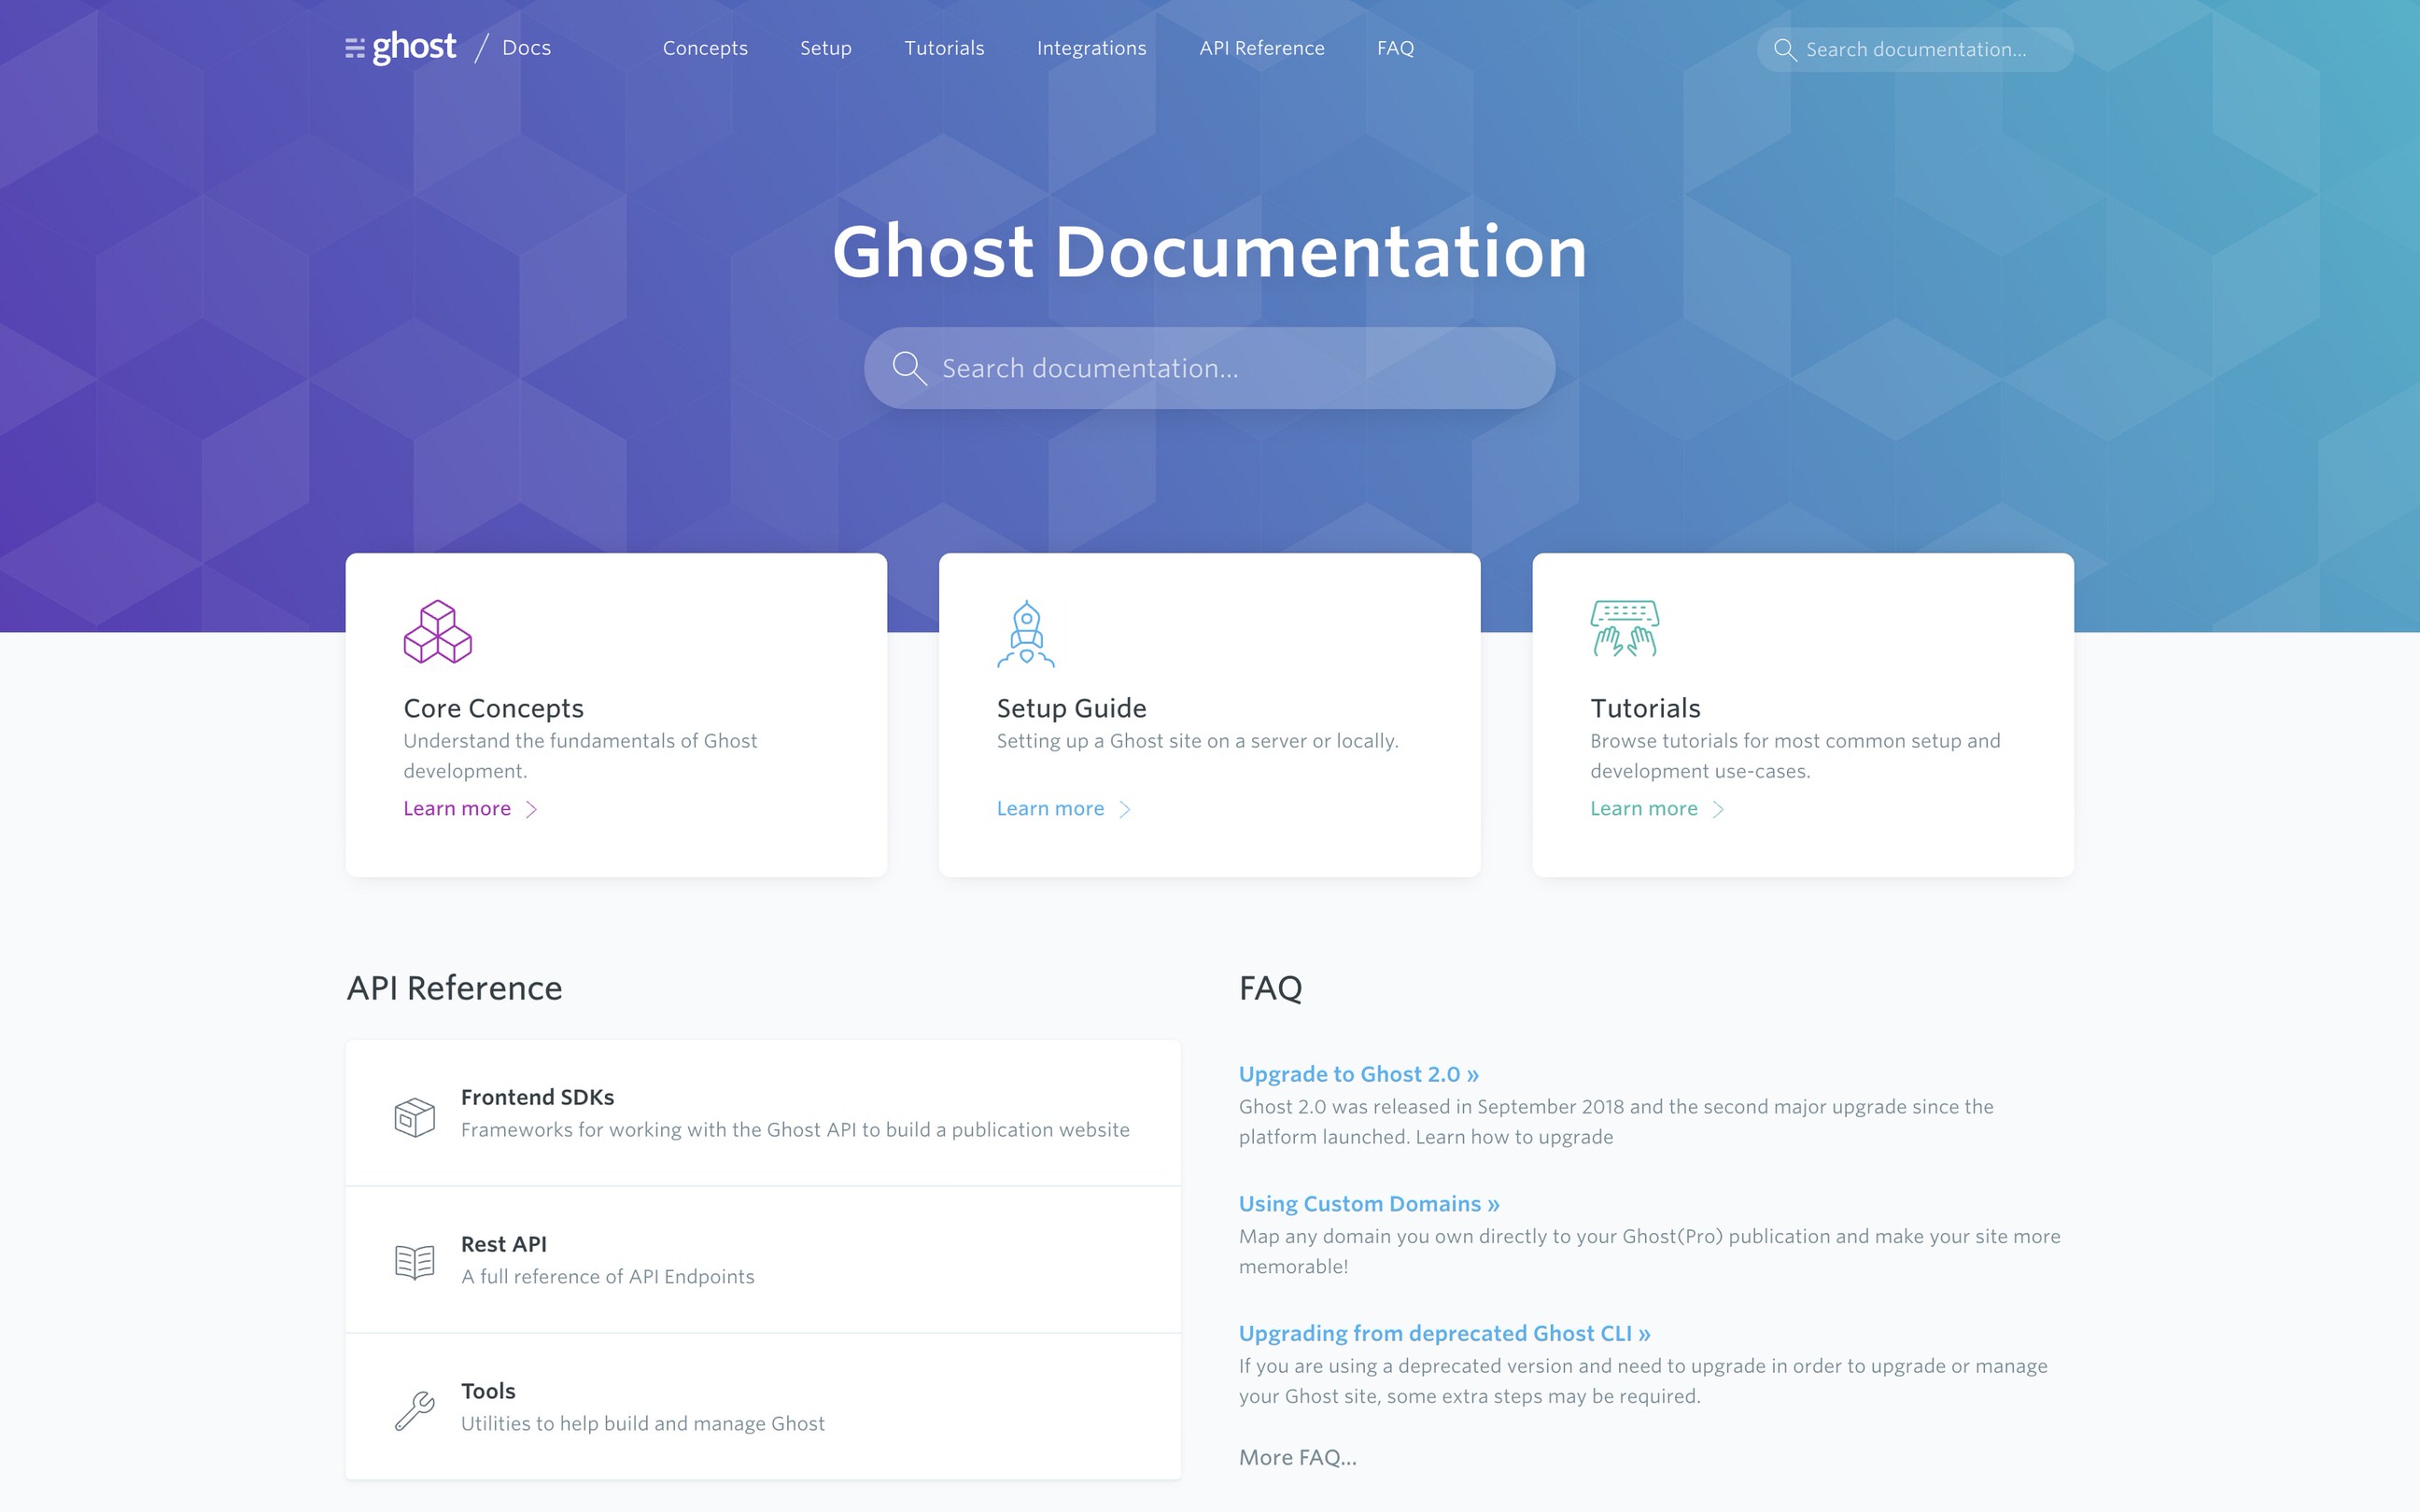 ghost / Docs
Concepts
Setup
Tutorials
Integrations
API Reference
FAQ
Search documentation...
Ghost Documentation
Search documentation...
Core Concepts
Understand the fundamentals of Ghost
development.
Learn more
Setup Guide
Setting up a Ghost site on a server or locally.
Learn more
Tutorials
Browse tutorials for most common setup and
development use-cases.
Learn more
API Reference
Frontend SDKs
Frameworks for working with the Ghost API to build a publication website
Rest API
A full reference of API Endpoints
Tools
Utilities to help build and manage Ghost
FAQ
Upgrade to Ghost 2.0 »
Ghost 2.0 was released in September 2018 and the second major upgrade since the
platform launched. Learn how to upgrade
Using Custom Domains »
Map any domain you own directly to your Ghost(Pro) publication and make your site more
memorable!
Upgrading from deprecated Ghost CLI »
If you are using a deprecated version and need to upgrade in order to upgrade or manage
your Ghost site, some extra steps may be required.
More FAQ...